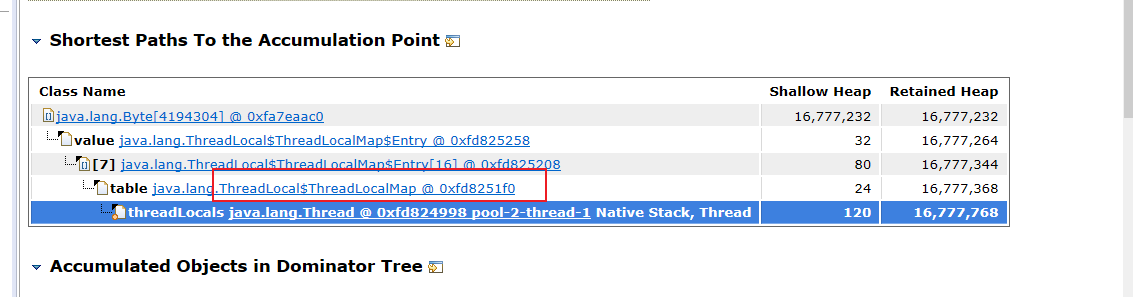 Shortest Paths To the Accumulation Point
Class Name Shallow Heap Retained Heap
java.lang.Byte[4194304] @ 0xfa7eaac0 16,777,232 16,777,232
value java.lang.ThreadLocal$ThreadLocalMap$Entry @ 0xfd825258 32 16,777,264
[7] java.lang.ThreadLocal$ThreadLocalMap$Entry[16] @ 0xfd825208 80 16,777,344
table java.lang.ThreadLocal$ThreadLocalMap @ 0xfd8251f0 24 16,777,368
threadLocals java.lang.Thread @ 0xfd824998 pool-2-thread-1 Native Stack, Thread 120 16,777,768
Accumulated Objects in Dominator Tree